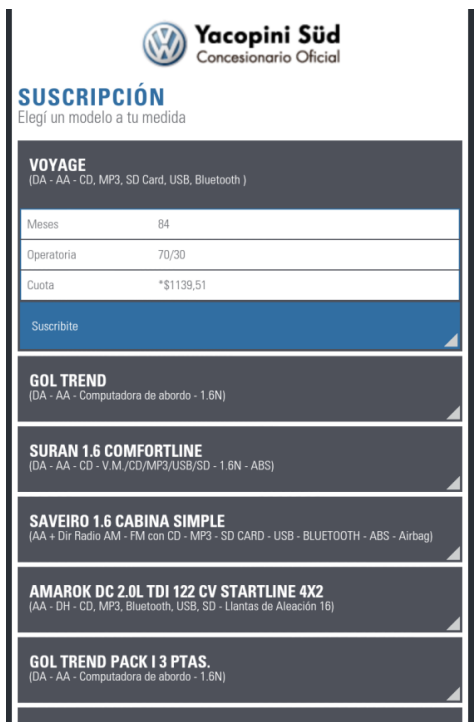 Yacopini Süd
Concesionario Oficial
SUSCRIPCIÓN
Elegí un modelo a tu medida
VOYAGE
(DA - AA - CD, MP3, SD Card, USB, Bluetooth )
Meses 84
Operatoria 70/30
Cuota *$1139,51
Suscribite
GOL TREND
(DA - AA - Computadora de abordo - 1.6N)
SURAN 1.6 COMFORTLINE
(DA - AA - CD - V.M./CD/MP3/USB/SD - 1.6N - ABS)
SAVEIRO 1.6 CABINA SIMPLE
(AA + Dir Radio AM - FM con CD - MP3 - SD CARD - USB - BLUETOOTH - ABS - Airbag)
AMAROK DC 2.0L TDI 122 CV STARTLINE 4X2
(AA - DH - CD, MP3, Bluetooth, USB, SD - Llantas de Aleación 16)
GOL TREND PACK I 3 PTAS.
(DA - AA - Computadora de abordo - 1.6N)